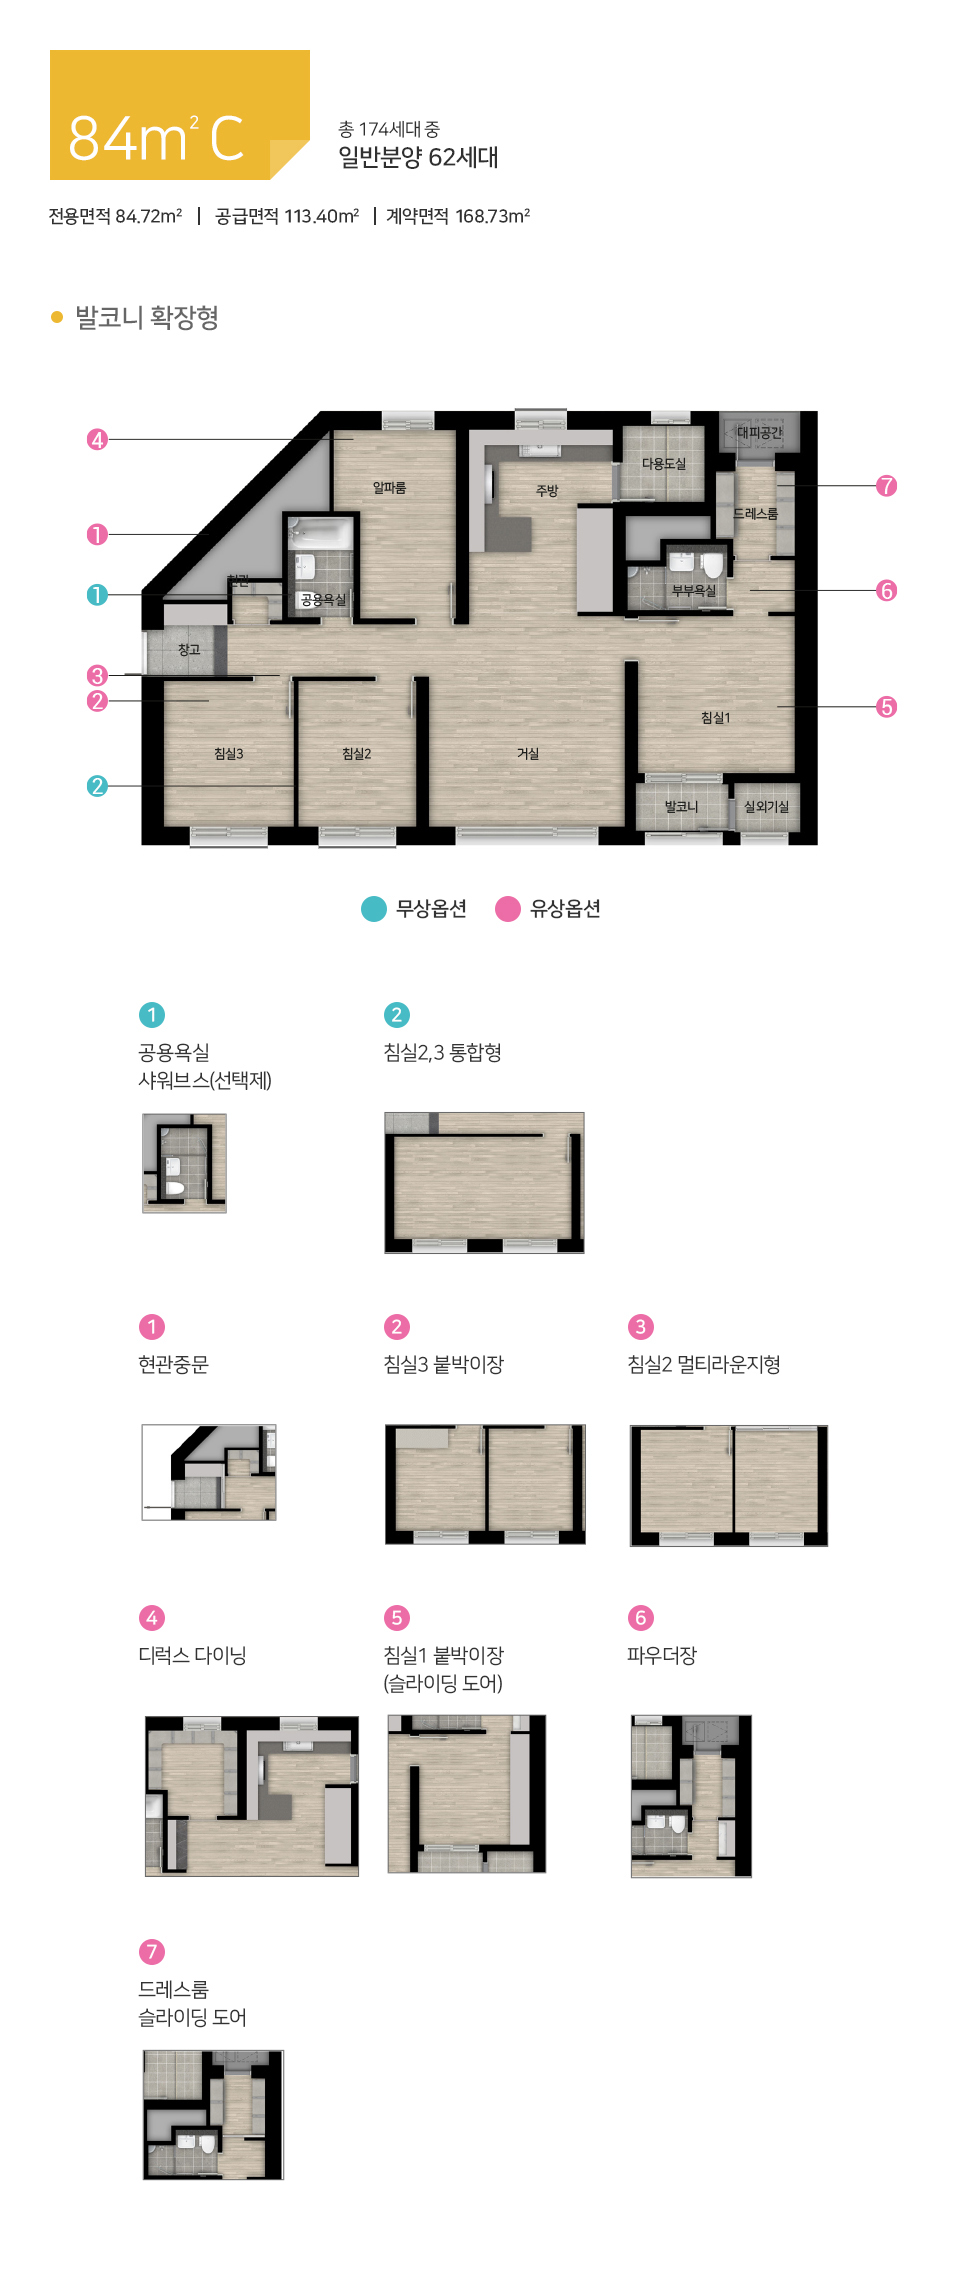 84m² C
총 174세대 중
일반분양 62세대
전용면적 84.72m² | 공급면적 113.40m² | 계약면적 168.73m²
발코니 확장형
4
대피공간
다용도실
알파룸
주방
7
드레스룸
1
현관
1
공용욕실
부부욕실
6
창고
3
2
5
침실1
침실3
침실2
거실
2
발코니
실외기실
무상옵션
유상옵션
1
2
공용욕실
샤워브스(선택제)
침실2,3 통합형
1
2
3
현관중문
침실3 붙박이장
침실2 멀티라운지형
4
5
6
디럭스 다이닝
침실1 붙박이장
(슬라이딩 도어)
파우더장
7
드레스룸
슬라이딩 도어